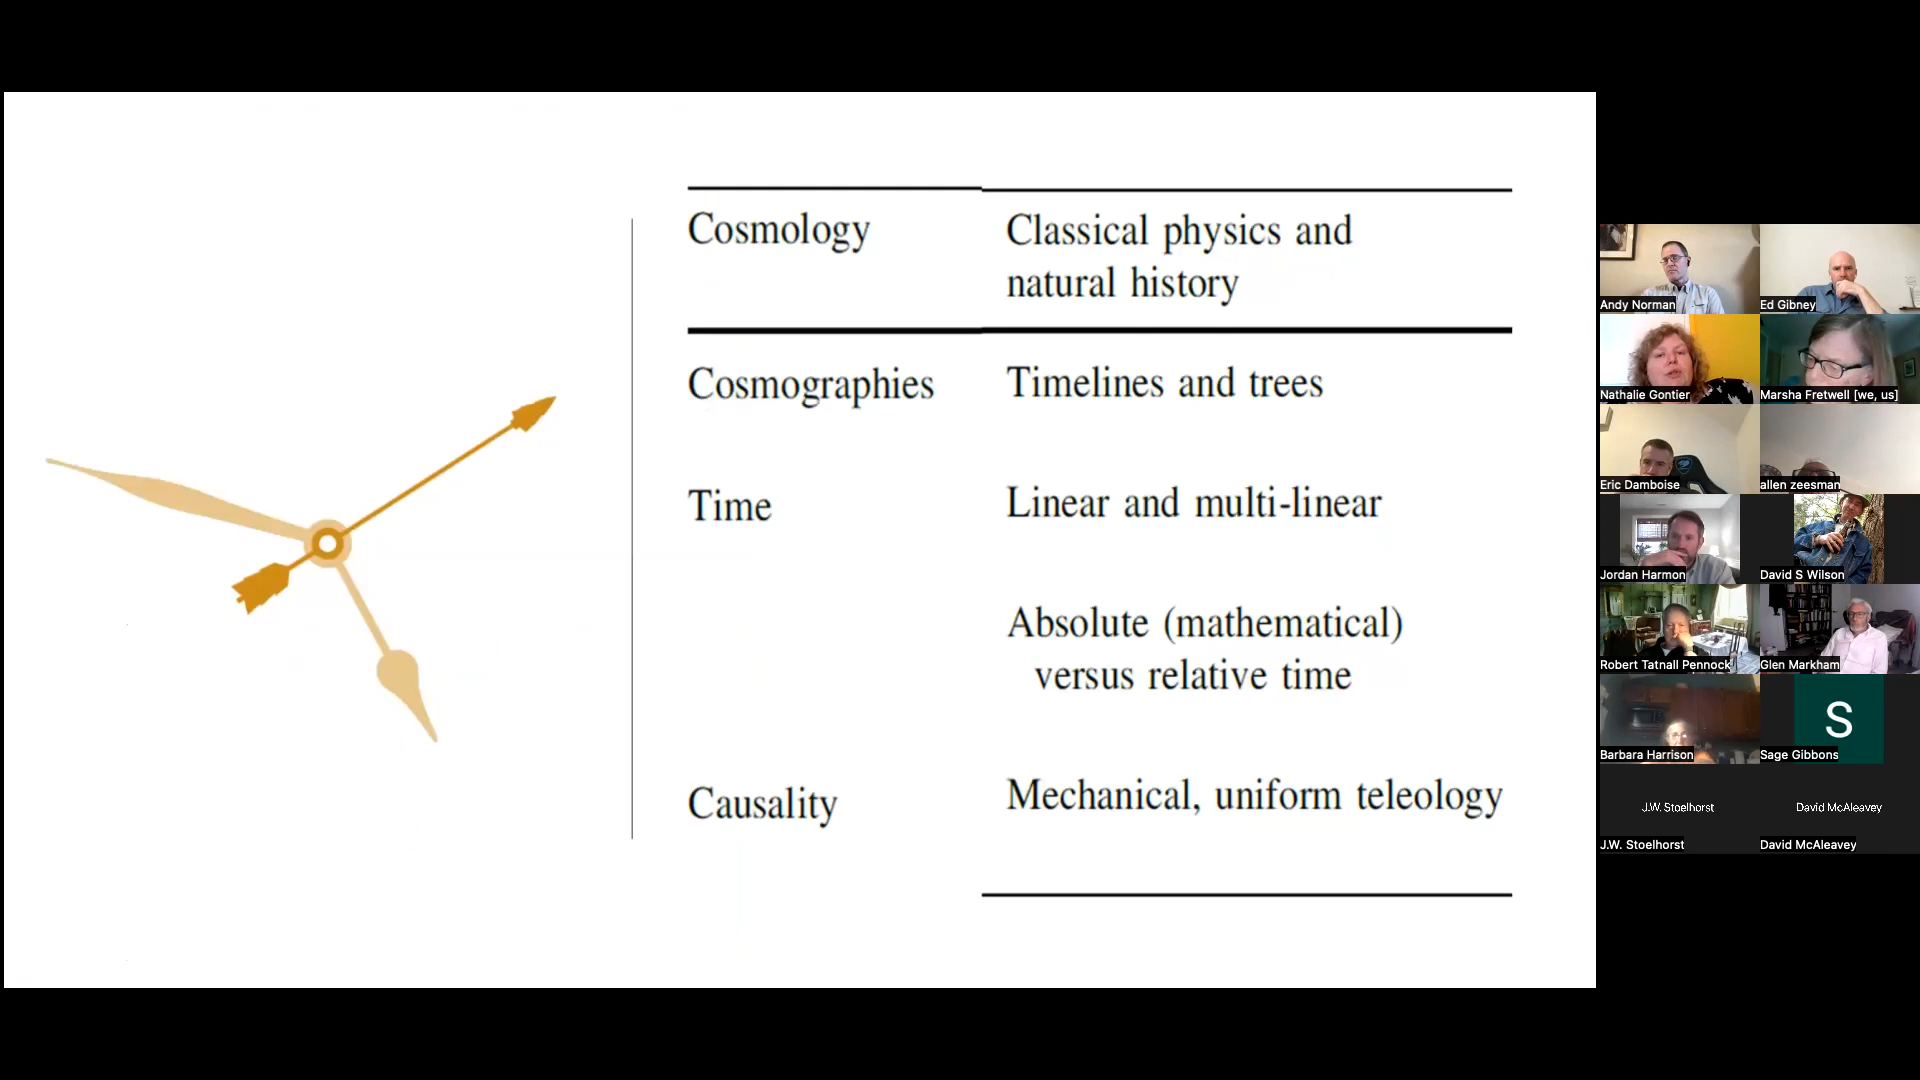 Cosmology
Classical physics and
natural history
Cosmographies
Timelines and trees
Time
Linear and multi-linear
Absolute (mathematical)
versus relative time
Causality
Mechanical, uniform teleology
Andy Norman
Ed Gibney
Nathalie Gontier
Marsha Fretwell [we, us]
Eric Damboise
allen zeesman
Jordan Harmon
David S Wilson
Robert Tatnall Pennock
Glen Markham
Barbara Harrison
S
Sage Gibbons
J.W. Stoelhorst
David McAleavey
J.W. Stoelhorst
David McAleavey